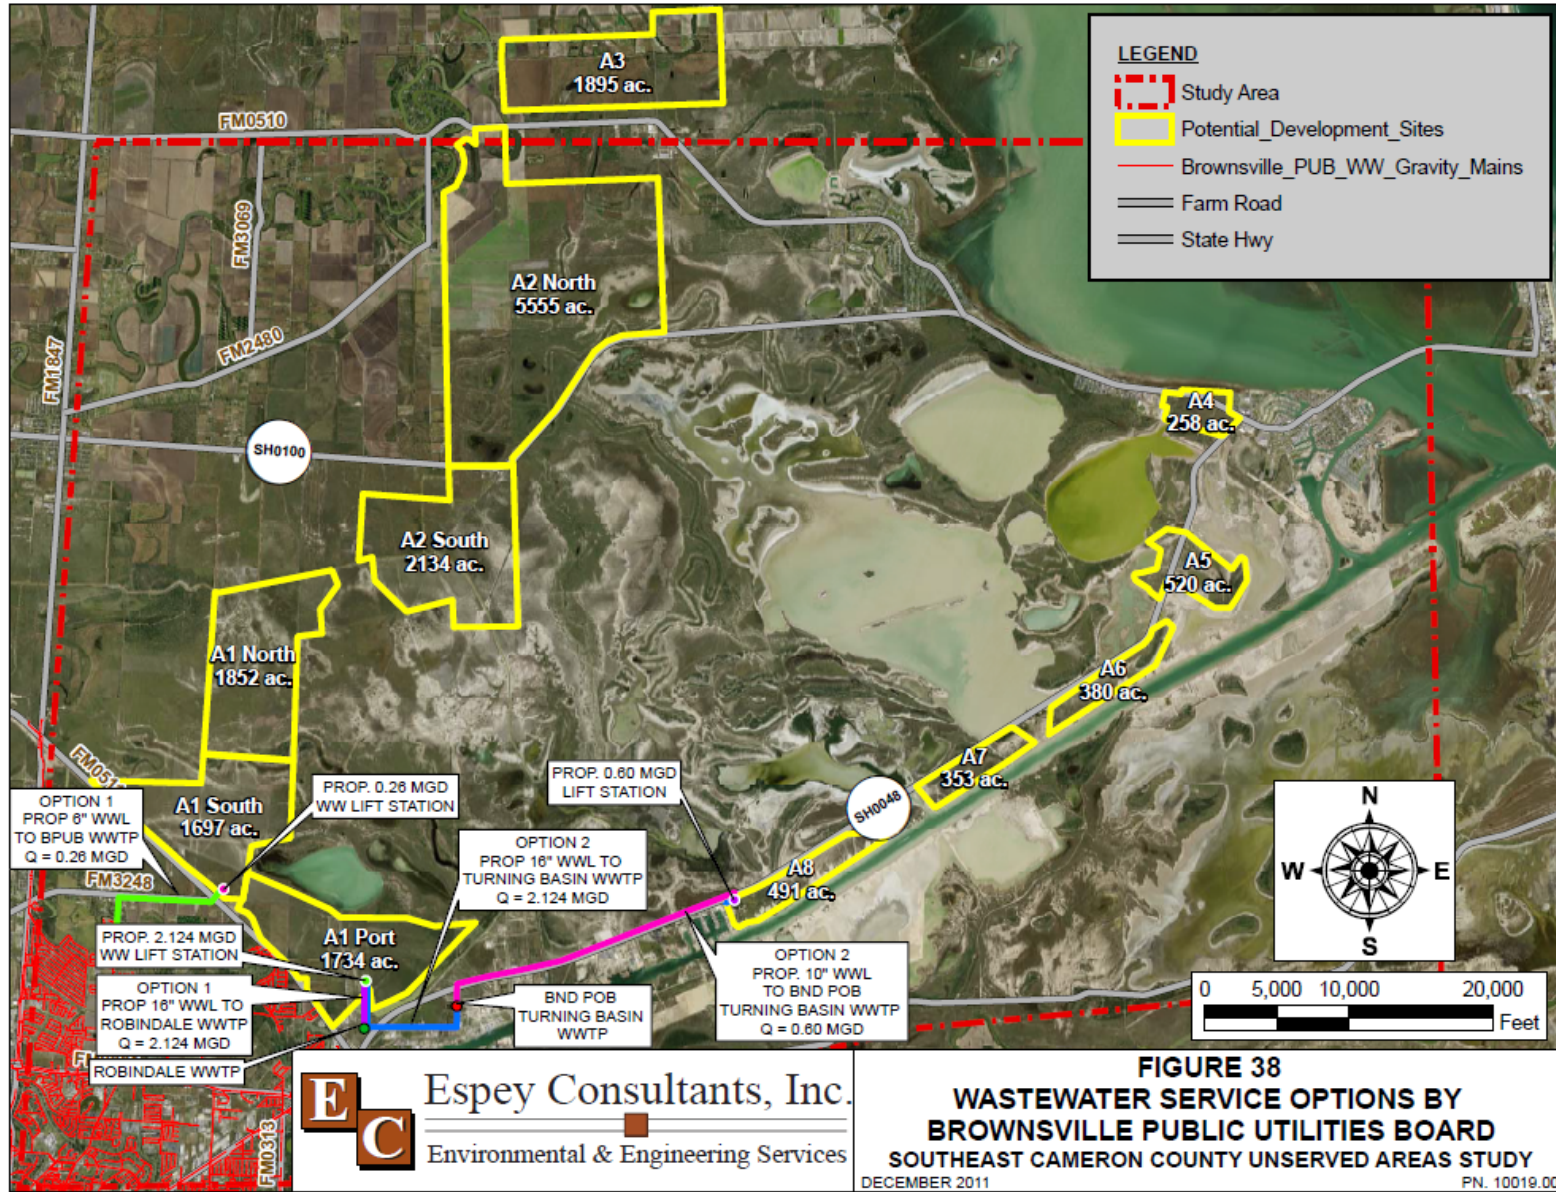 A3
1895 ac.
LEGEND
Study Area
Potential_Development_Sites
Brownsville_PUB_WW_Gravity_Mains
Farm Road
State Hwy
FM0510
FM3069
A2 North
5555 ac.
FM2480
FM1847
A4
258 ac.
SH0100
A2 South
2134 ac.
A5
520 ac.
A1 North
1852 ac.
A6
380 ac.
FM051
A7
353 ac.
PROP. 0.60 MGD
LIFT STATION
PROP. 0.26 MGD
WW LIFT STATION
OPTION 1
PROP 6" WWL
TO BPUB WWTP
Q = 0.26 MGD
A1 South
1697 ac.
SH0048
N
W
E
S
OPTION 2
PROP 16" WWL TO
TURNING BASIN WWTP
Q = 2.124 MGD
A8
491 ac.
FM3248
PROP. 2.124 MGD
WW LIFT STATION
A1 Port
1734 ac.
OPTION 2
PROP. 10" WWL
TO BND POB
TURNING BASIN WWTP
Q = 0.60 MGD
OPTION 1
PROP 16" WWL TO
ROBINDALE WWTP
Q = 2.124 MGD
BND POB
TURNING BASIN
WWTP
0 5,000 10,000 20,000
Feet
ROBINDALE WWTP
FM0313
E
C
Espey Consultants, Inc.
Environmental & Engineering Services
FIGURE 38
WASTEWATER SERVICE OPTIONS BY
BROWNSVILLE PUBLIC UTILITIES BOARD
SOUTHEAST CAMERON COUNTY UNSERVED AREAS STUDY
DECEMBER 2011 PN. 10019.00